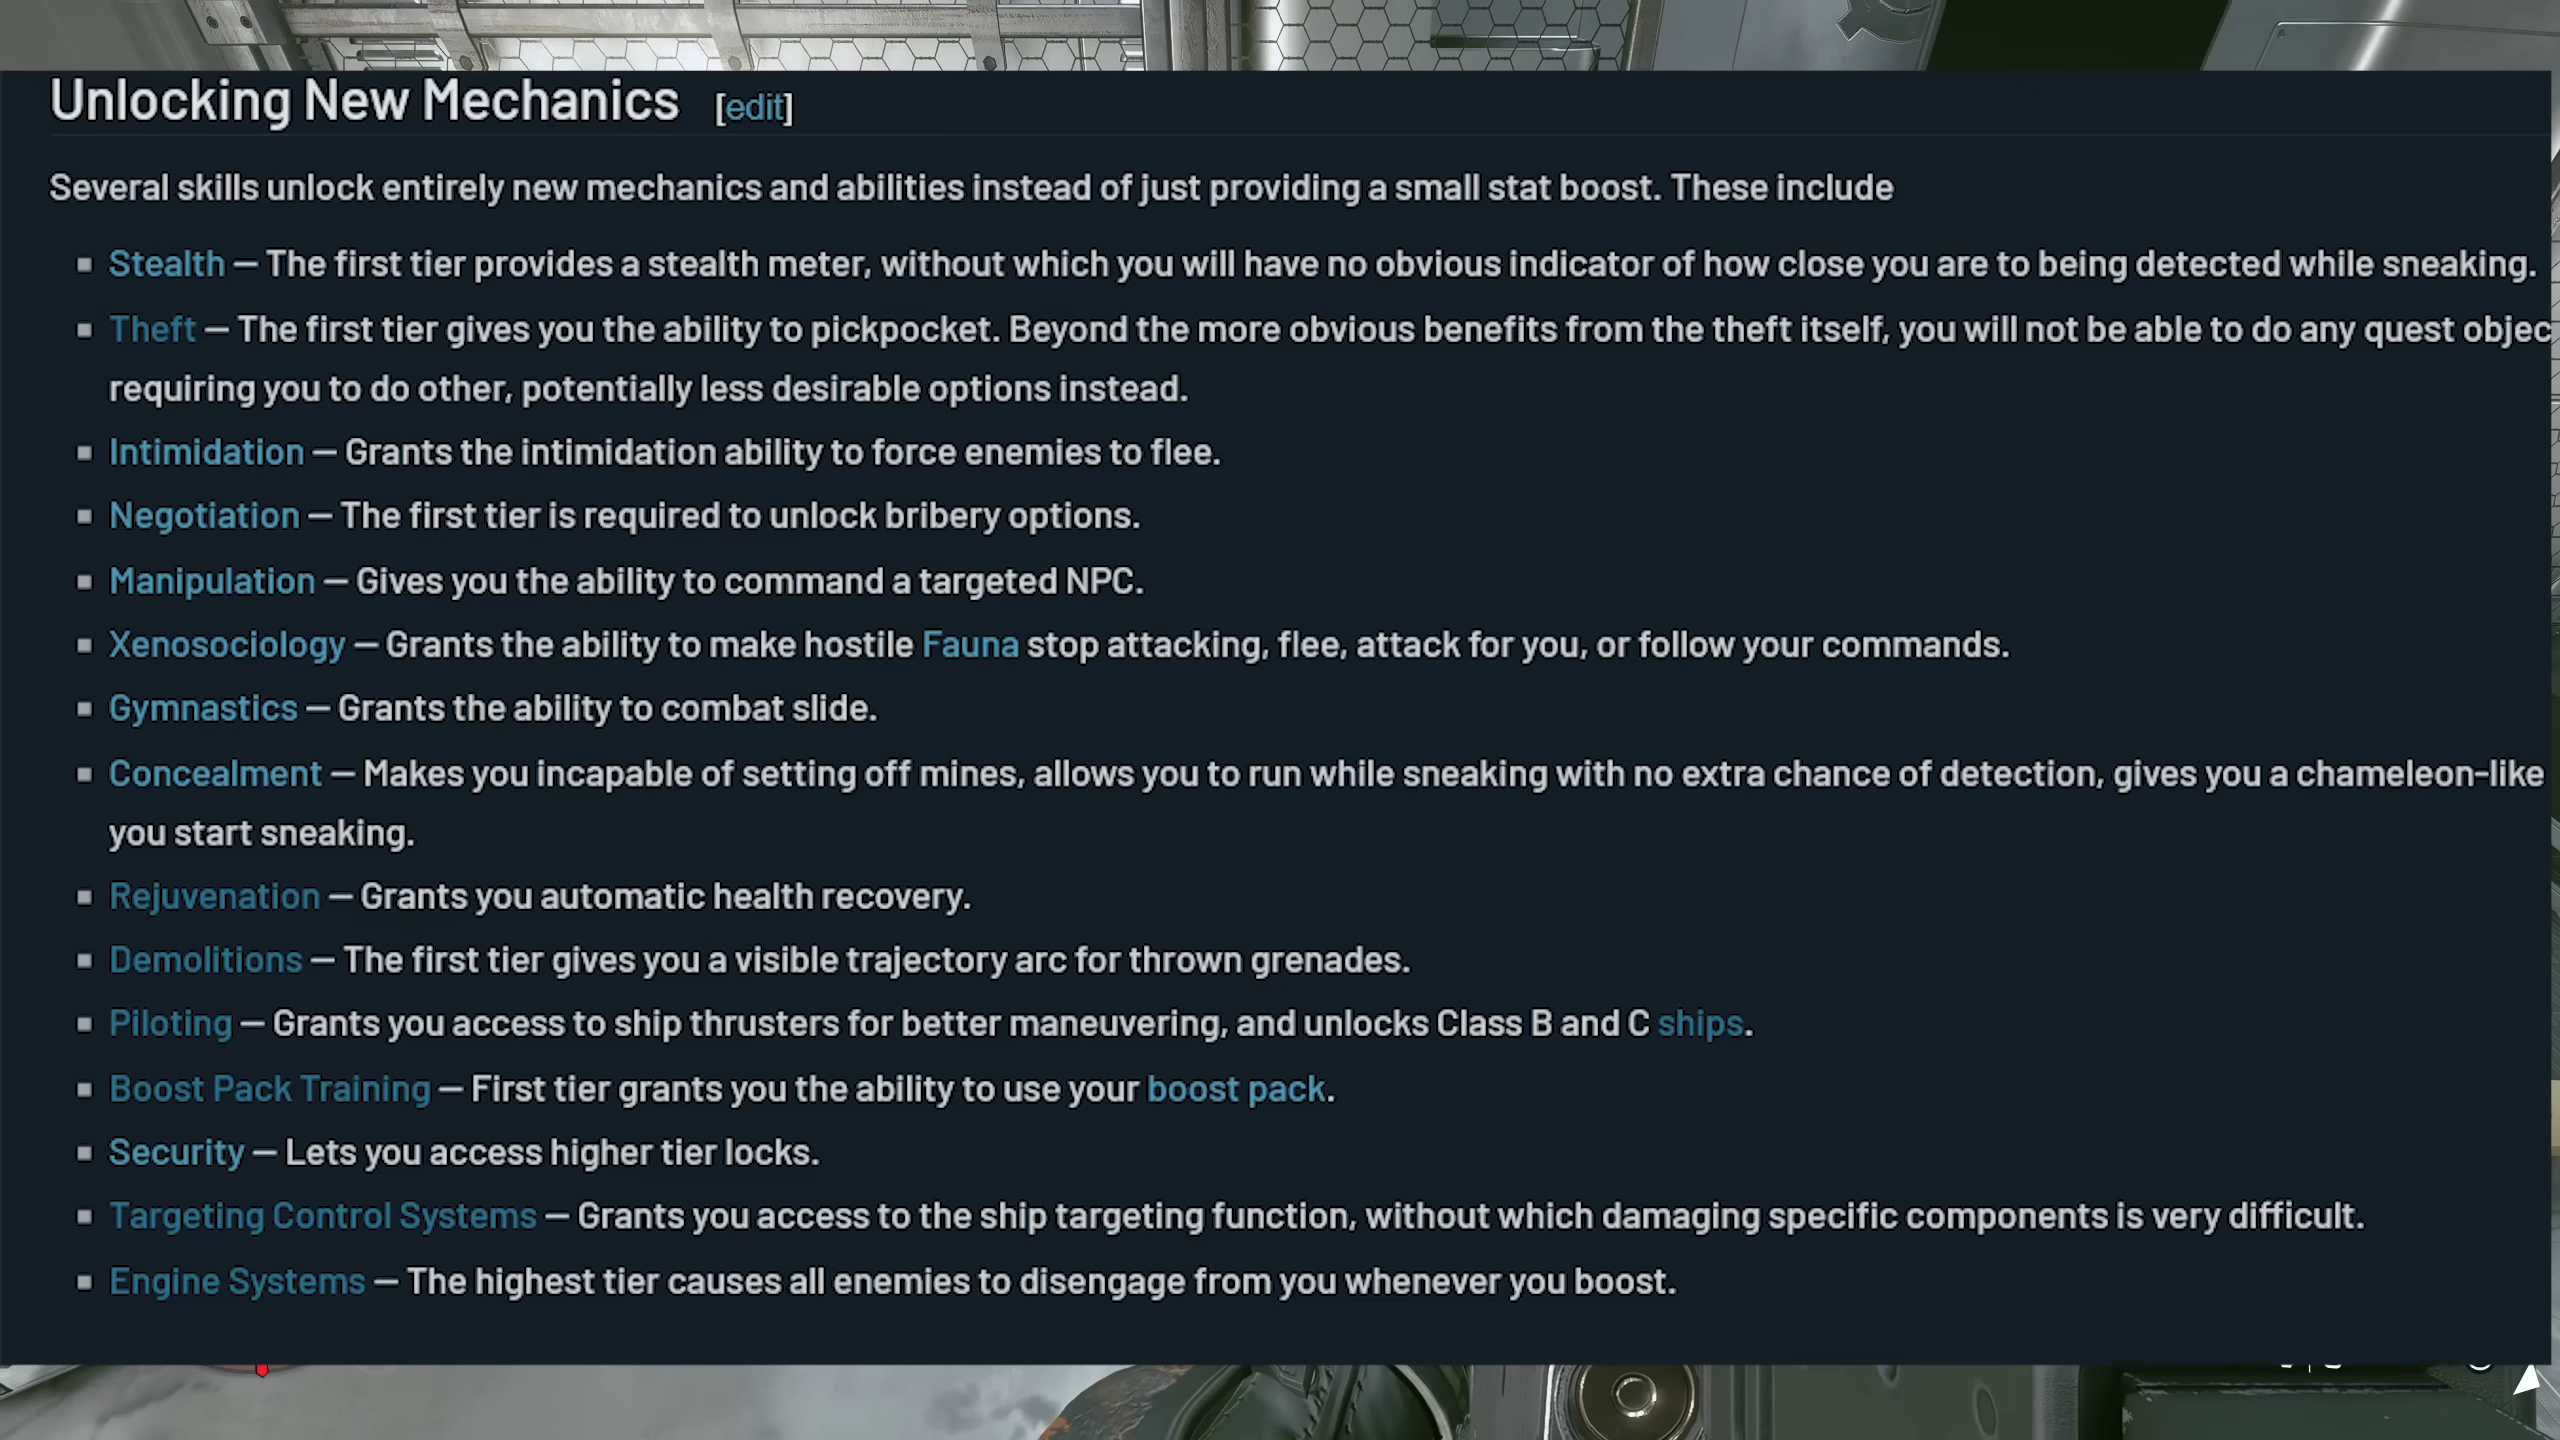 Unlocking New Mechanics [edit]
Several skills unlock entirely new mechanics and abilities instead of just providing a small stat boost. These include
Stealth — The first tier provides a stealth meter, without which you will have no obvious indicator of how close you are to being detected while sneaking.
Theft — The first tier gives you the ability to pickpocket. Beyond the more obvious benefits from the theft itself, you will not be able to do any quest objec
requiring you to do other, potentially less desirable options instead.
Intimidation — Grants the intimidation ability to force enemies to flee.
Negotiation — The first tier is required to unlock bribery options.
Manipulation — Gives you the ability to command a targeted NPC.
Xenosociology — Grants the ability to make hostile Fauna stop attacking, flee, attack for you, or follow your commands.
Gymnastics — Grants the ability to combat slide.
Concealment — Makes you incapable of setting off mines, allows you to run while sneaking with no extra chance of detection, gives you a chameleon-like
you start sneaking.
Rejuvenation — Grants you automatic health recovery.
Demolitions — The first tier gives you a visible trajectory arc for thrown grenades.
Piloting — Grants you access to ship thrusters for better maneuvering, and unlocks Class B and C ships.
Boost Pack Training — First tier grants you the ability to use your boost pack.
Security — Lets you access higher tier locks.
Targeting Control Systems — Grants you access to the ship targeting function, without which damaging specific components is very difficult.
Engine Systems — The highest tier causes all enemies to disengage from you whenever you boost.